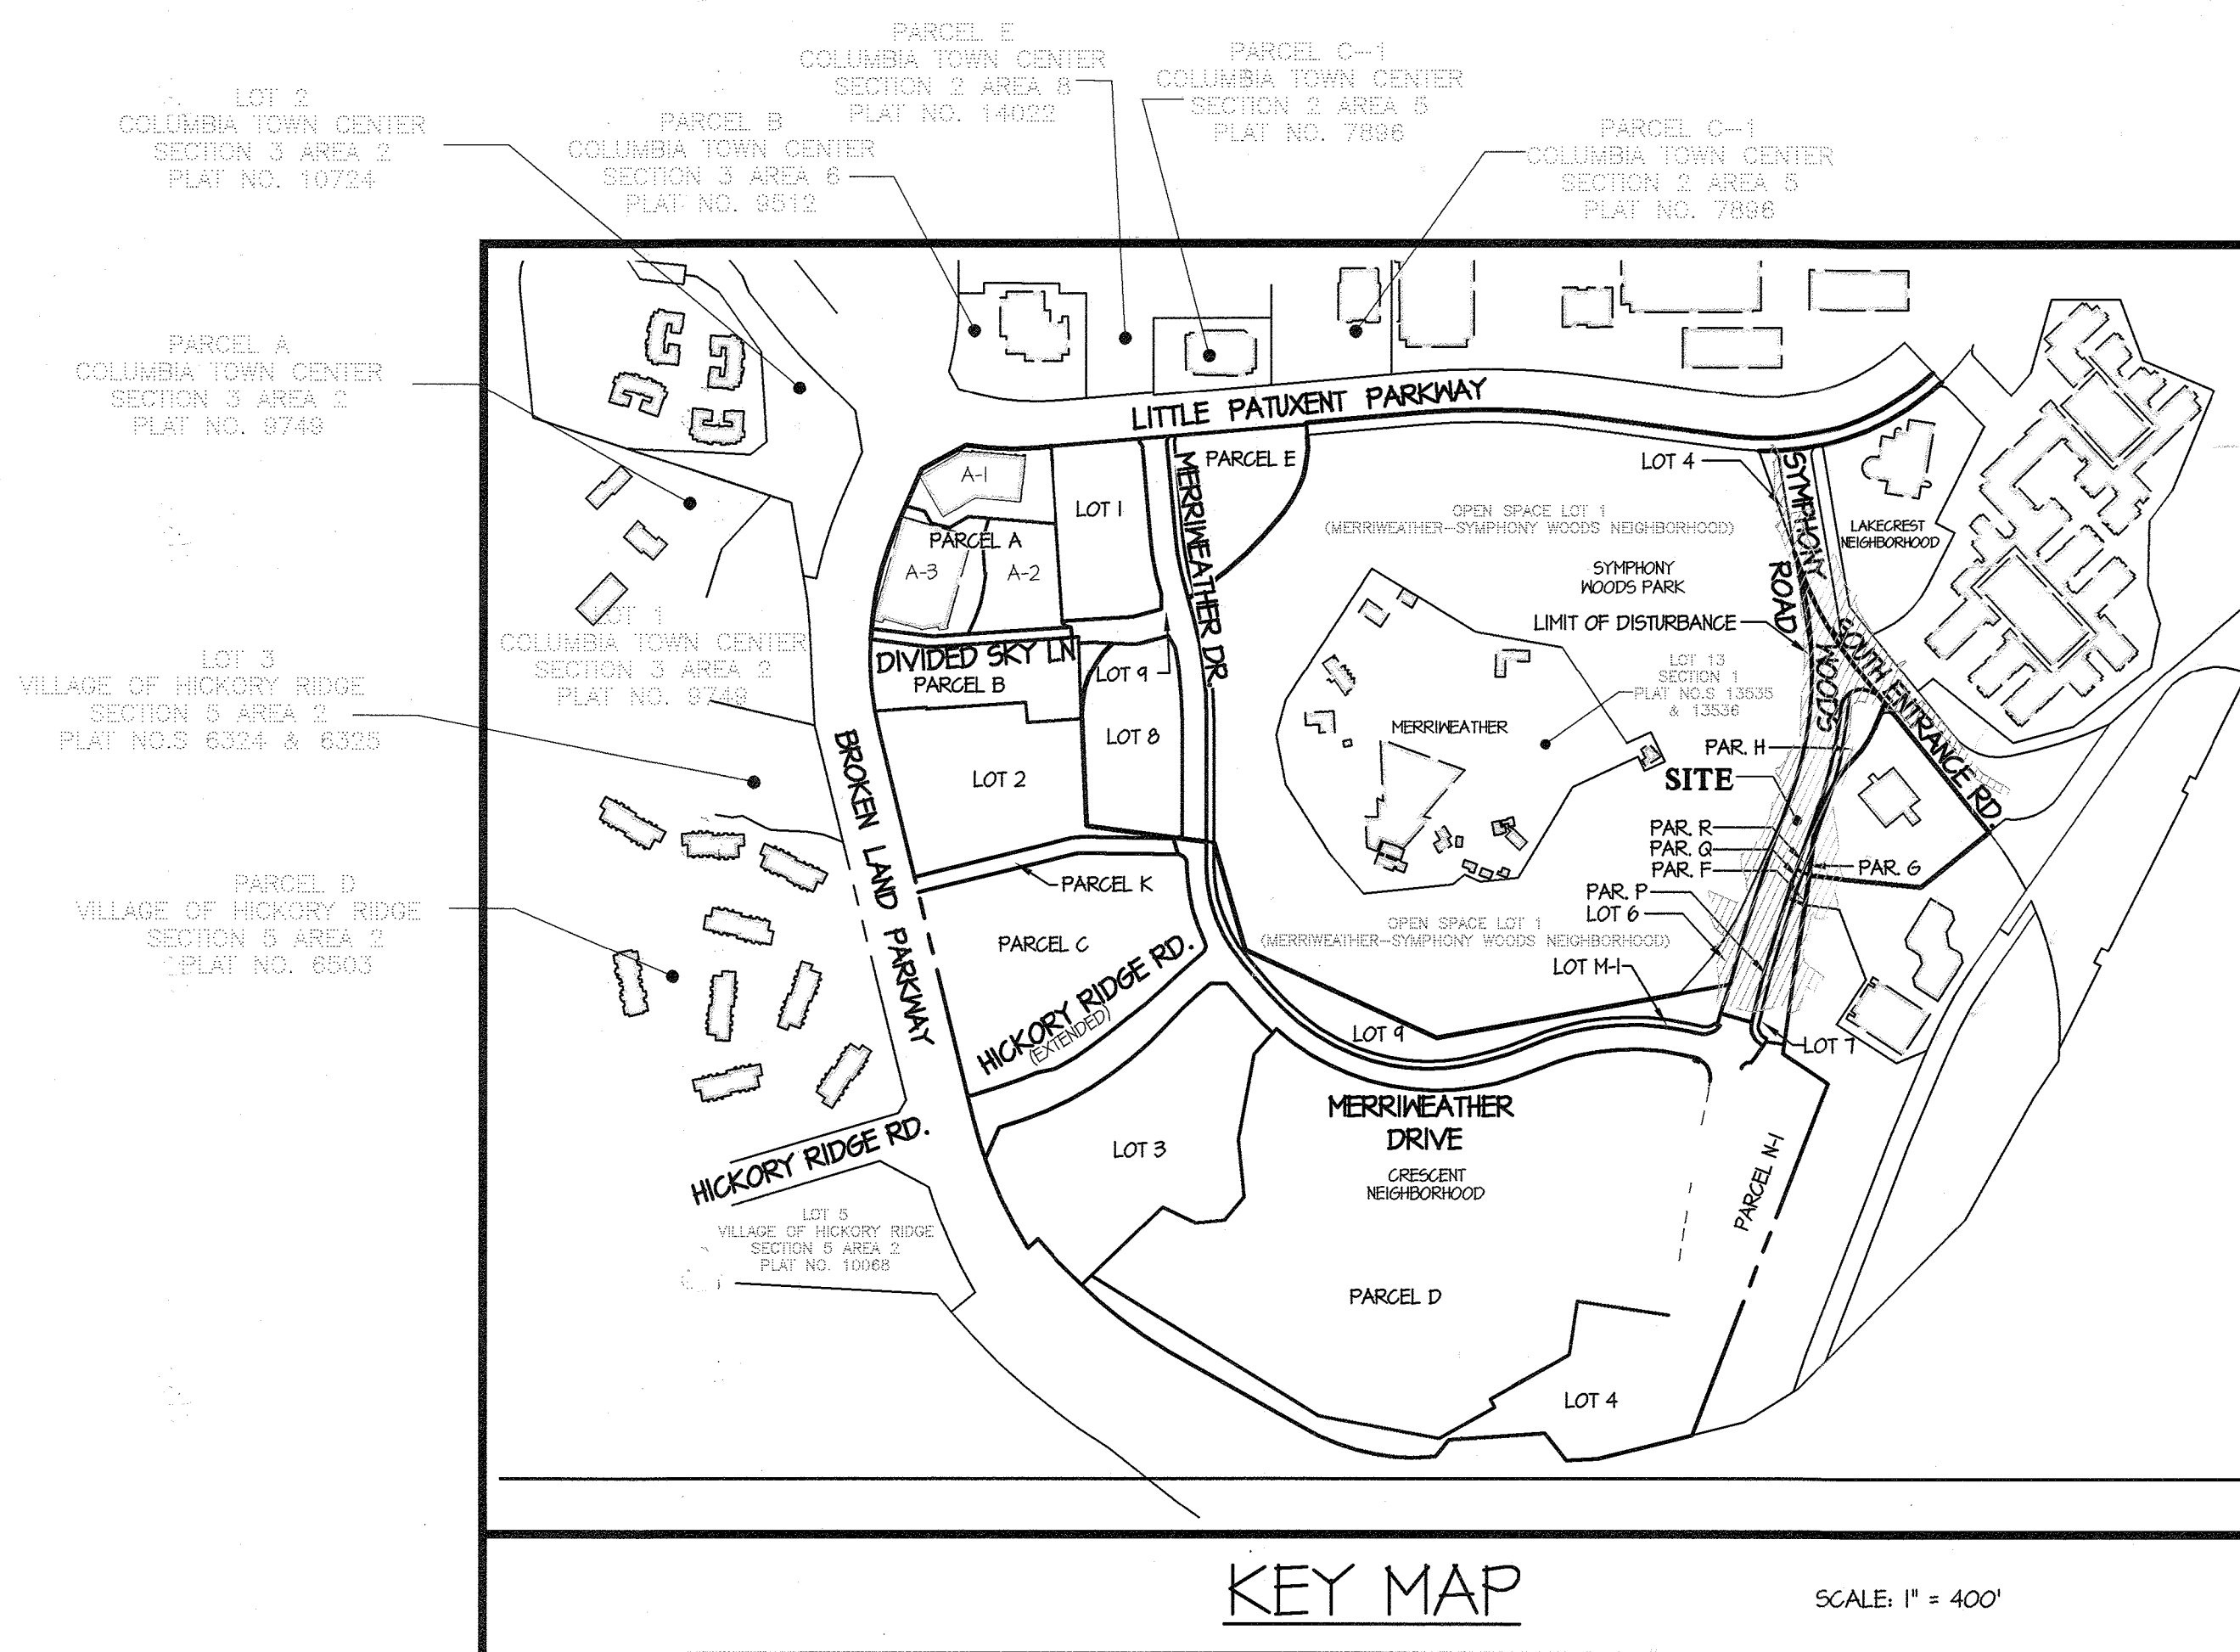 PARCEL E
COLUMBIA TOWN CENTER
SECTION 2 AREA 8
PLAT NO. 14022
PARCEL C-1
COLUMBIA TOWN CENTER
SECTION 2 AREA 5
PLAT NO. 7896
LOT 2
COLUMBIA TOWN CENTER
SECTION 3 AREA 2
PLAT NO. 10724
PARCEL B
COLUMBIA TOWN CENTER
SECTION 3 AREA 6
PLAT NO. 9512
PARCEL C-1
COLUMBIA TOWN CENTER
SECTION 2 AREA 5
PLAT NO. 7896
PARCEL A
COLUMBIA TOWN CENTER
SECTION 3 AREA 2
PLAT NO. 9749
LITTLE PATUXENT PARKWAY
A-1
LOT 1
MERRIWEATHER DR.
PARCEL E
LOT 4
SYMPHONY
WOODS
ROAD
OPEN SPACE LOT 1
(MERRIWEATHER-SYMPHONY WOODS NEIGHBORHOOD)
LAKECREST
NEIGHBORHOOD
PARCEL A
A-3
A-2
SYMPHONY
WOODS PARK
LIMIT OF DISTURBANCE
SOUTH ENTRANCE RD.
LOT 1
COLUMBIA TOWN CENTER
SECTION 3 AREA 2
PLAT NO. 9749
LOT 3
VILLAGE OF HICKORY RIDGE
SECTION 5 AREA 2
PLAT NO.S 6324 & 6325
DIVIDED SKY LN
PARCEL B
LOT 9
LOT 13
SECTION 1
PLAT NO.S 13535
& 13536
MERRIWEATHER
LOT 8
LOT 2
BROKEN LAND PARKWAY
PAR. H
SITE
PAR. R
PAR. Q
PAR. F
PAR. G
PAR. P
LOT 6
PARCEL K
PARCEL D
VILLAGE OF HICKORY RIDGE
SECTION 5 AREA 2
PLAT NO. 6503
PARCEL C
OPEN SPACE LOT 1
(MERRIWEATHER-SYMPHONY WOODS NEIGHBORHOOD)
LOT M-1
HICKORY RIDGE RD.
(EXTENDED)
LOT 9
LOT 7
MERRIWEATHER
DRIVE
CRESCENT
NEIGHBORHOOD
LOT 3
PARCEL N-1
HICKORY RIDGE RD.
LOT 5
VILLAGE OF HICKORY RIDGE
SECTION 5 AREA 2
PLAT NO. 10068
PARCEL D
LOT 4
KEY MAP
SCALE: 1" = 400'